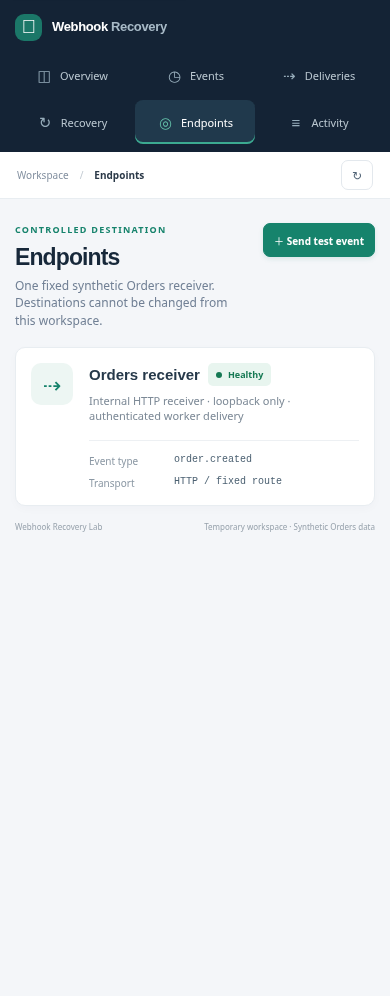 Webhook Recovery
Overview
Events
Deliveries
Recovery
Endpoints
Activity
Workspace / Endpoints
CONTROLLED DESTINATION
Endpoints
+ Send test event
One fixed synthetic Orders receiver.
Destinations cannot be changed from
this workspace.
Orders receiver
Healthy
Internal HTTP receiver · loopback only ·
authenticated worker delivery
Event type order.created
Transport HTTP / fixed route
Webhook Recovery Lab
Temporary workspace · Synthetic Orders data